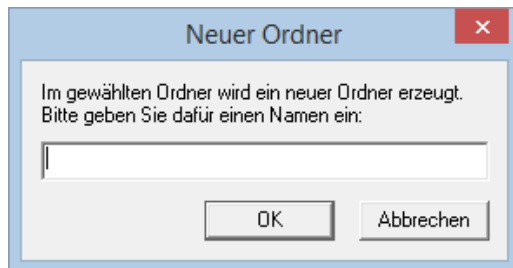 Neuer Ordner
Im gewählten Ordner wird ein neuer Ordner erzeugt.
Bitte geben Sie dafür einen Namen ein:
OK Abbrechen